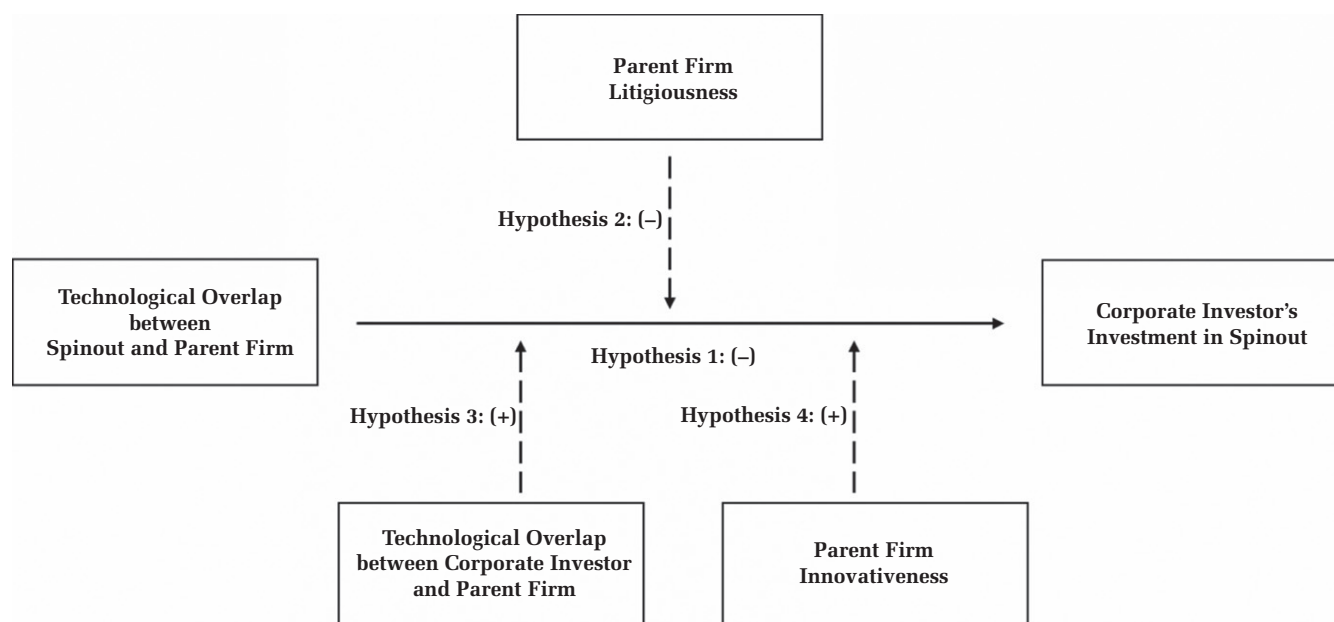 Parent Firm
Litigiousness
Hypothesis 2: (–)
Technological Overlap
between
Spinout and Parent Firm
Corporate Investor’s
Investment in Spinout
Hypothesis 1: (–)
Hypothesis 3: (+)
Hypothesis 4: (+)
Technological Overlap
between Corporate Investor
and Parent Firm
Parent Firm
Innovativeness